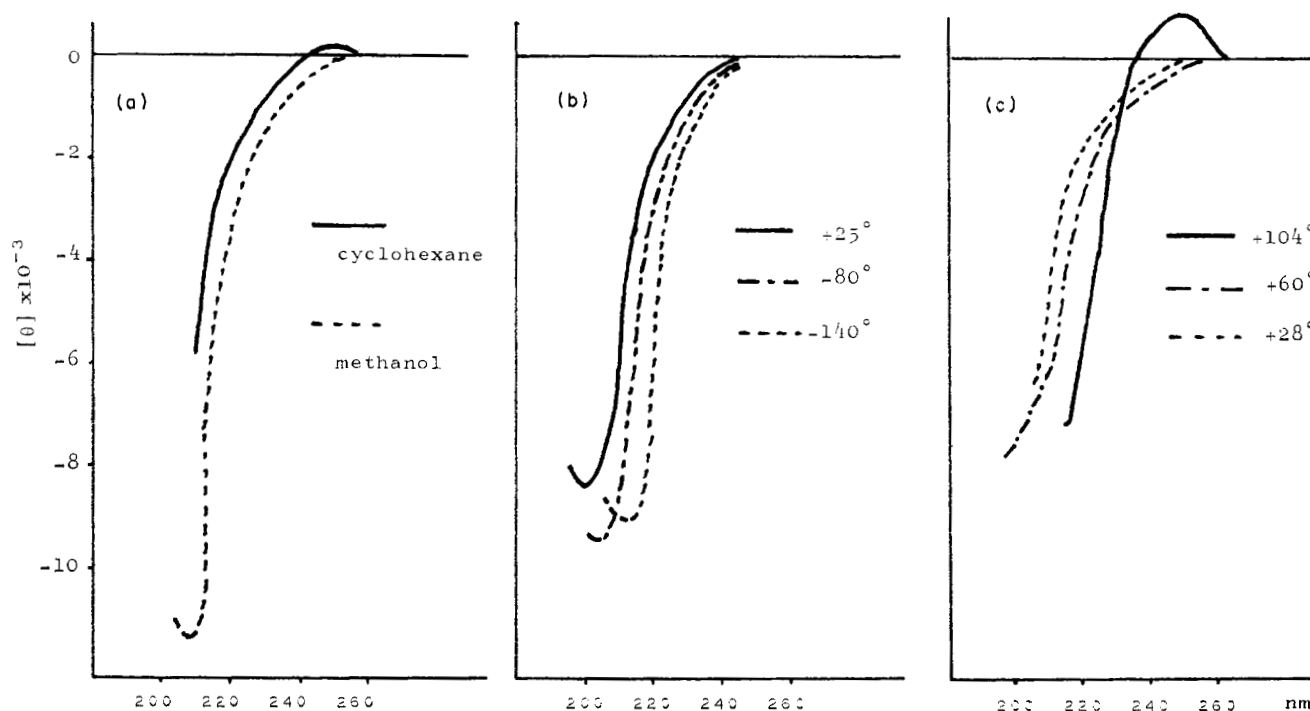 (a)
(b)
(c)
[θ] x10⁻³
0
-2
-4
-6
-8
-10
cyclohexane
methanol
+25°
-80°
-140°
+104°
+60°
+28°
200 220 240 260
200 220 240 260
200 220 240 260 nm